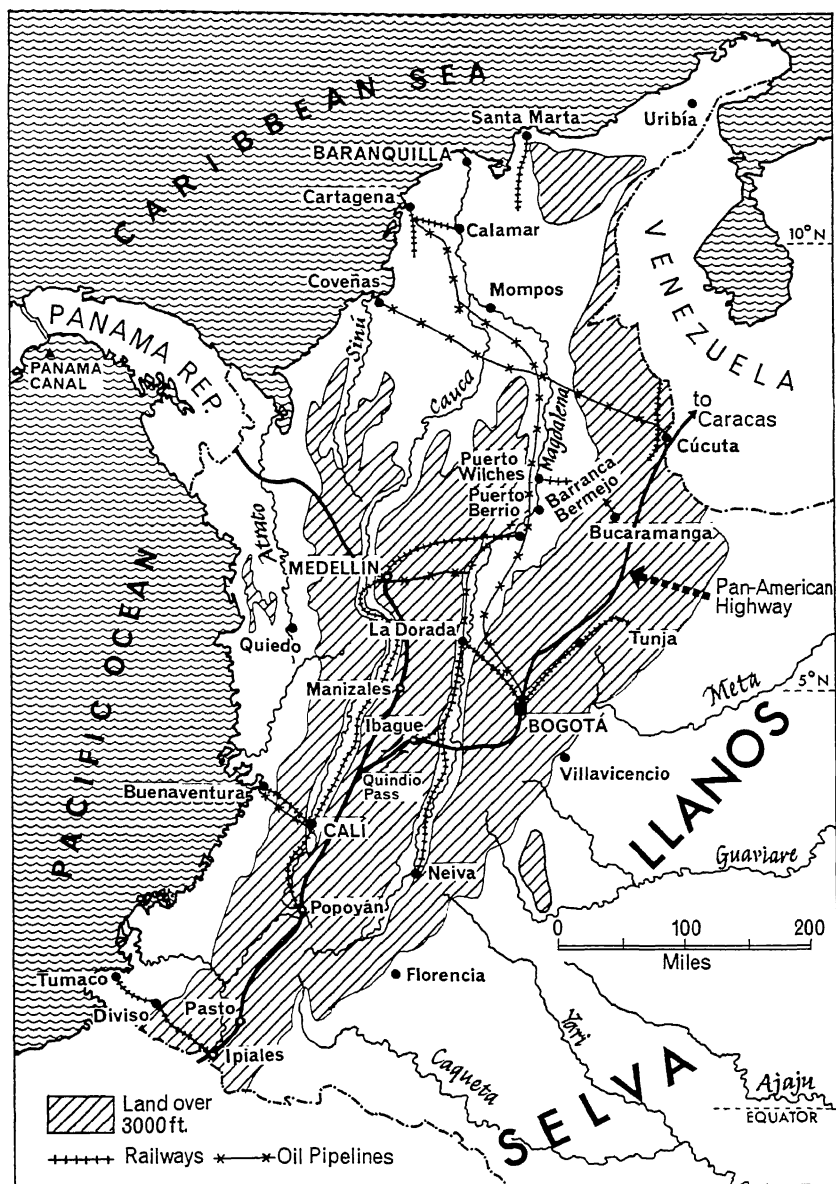 CARIBBEAN SEA
Santa Marta
Uribía
BARANQUILLA
Cartagena
Calamar
VENEZUELA
10°N
Coveñas
Mompos
PANAMA REP.
Sinú
PANAMA
CANAL
Cauca
Magdalena
to
Caracas
Cúcuta
Puerto
Wilches
Barranca
Bermejo
Puerto
Berrio
Bucaramanga
Atrato
MEDELLÍN
Pan-American
Highway
PACIFIC OCEAN
La Dorada
Tunja
Quiedo
Meta
5°N
Manizales
Ibague
BOGOTÁ
LLANOS
Quindio
Pass
Villavicencio
Buenaventura
CALI
Guaviare
Neiva
Popoyán
0 100 200
Miles
Tumaco
Florencia
Diviso
Pasto
Yari
Ipiales
Caqueta
SELVA
Ajaju
EQUATOR
Land over
3000 ft.
Railways
Oil Pipelines